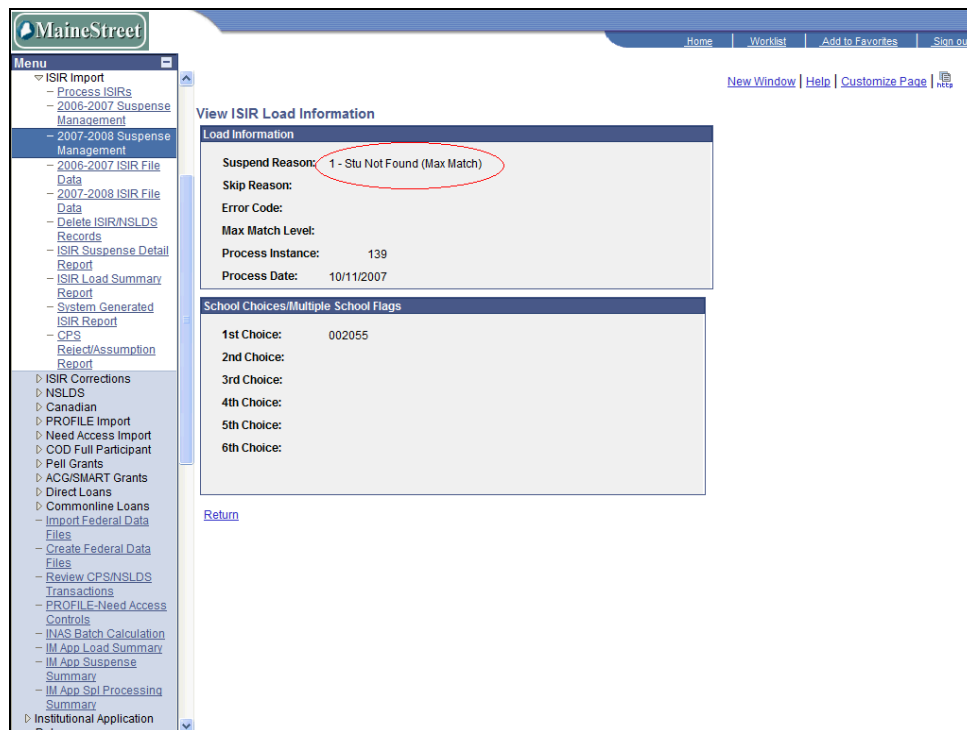 MaineStreet
Home
Worklist
Add to Favorites
Sign ou
Menu
ISIR Import
Process ISIRs
2006-2007 Suspense
Management
2007-2008 Suspense
Management
2006-2007 ISIR File
Data
2007-2008 ISIR File
Data
Delete ISIR/NSLDS
Records
ISIR Suspense Detail
Report
ISIR Load Summary
Report
System Generated
ISIR Report
CPS
Reject/Assumption
Report
ISIR Corrections
NSLDS
Canadian
PROFILE Import
Need Access Import
COD Full Participant
Pell Grants
ACG/SMART Grants
Direct Loans
Commonline Loans
Import Federal Data
Files
Create Federal Data
Files
Review CPS/NSLDS
Transactions
PROFILE-Need Access
Controls
INAS Batch Calculation
IM App Load Summary
IM App Suspense
Summary
IM App Spl Processing
Summary
Institutional Application
New Window | Help | Customize Page | http
View ISIR Load Information
Load Information
Suspend Reason: 1 - Stu Not Found (Max Match)
Skip Reason:
Error Code:
Max Match Level:
Process Instance: 139
Process Date: 10/11/2007
School Choices/Multiple School Flags
1st Choice: 002055
2nd Choice:
3rd Choice:
4th Choice:
5th Choice:
6th Choice:
Return